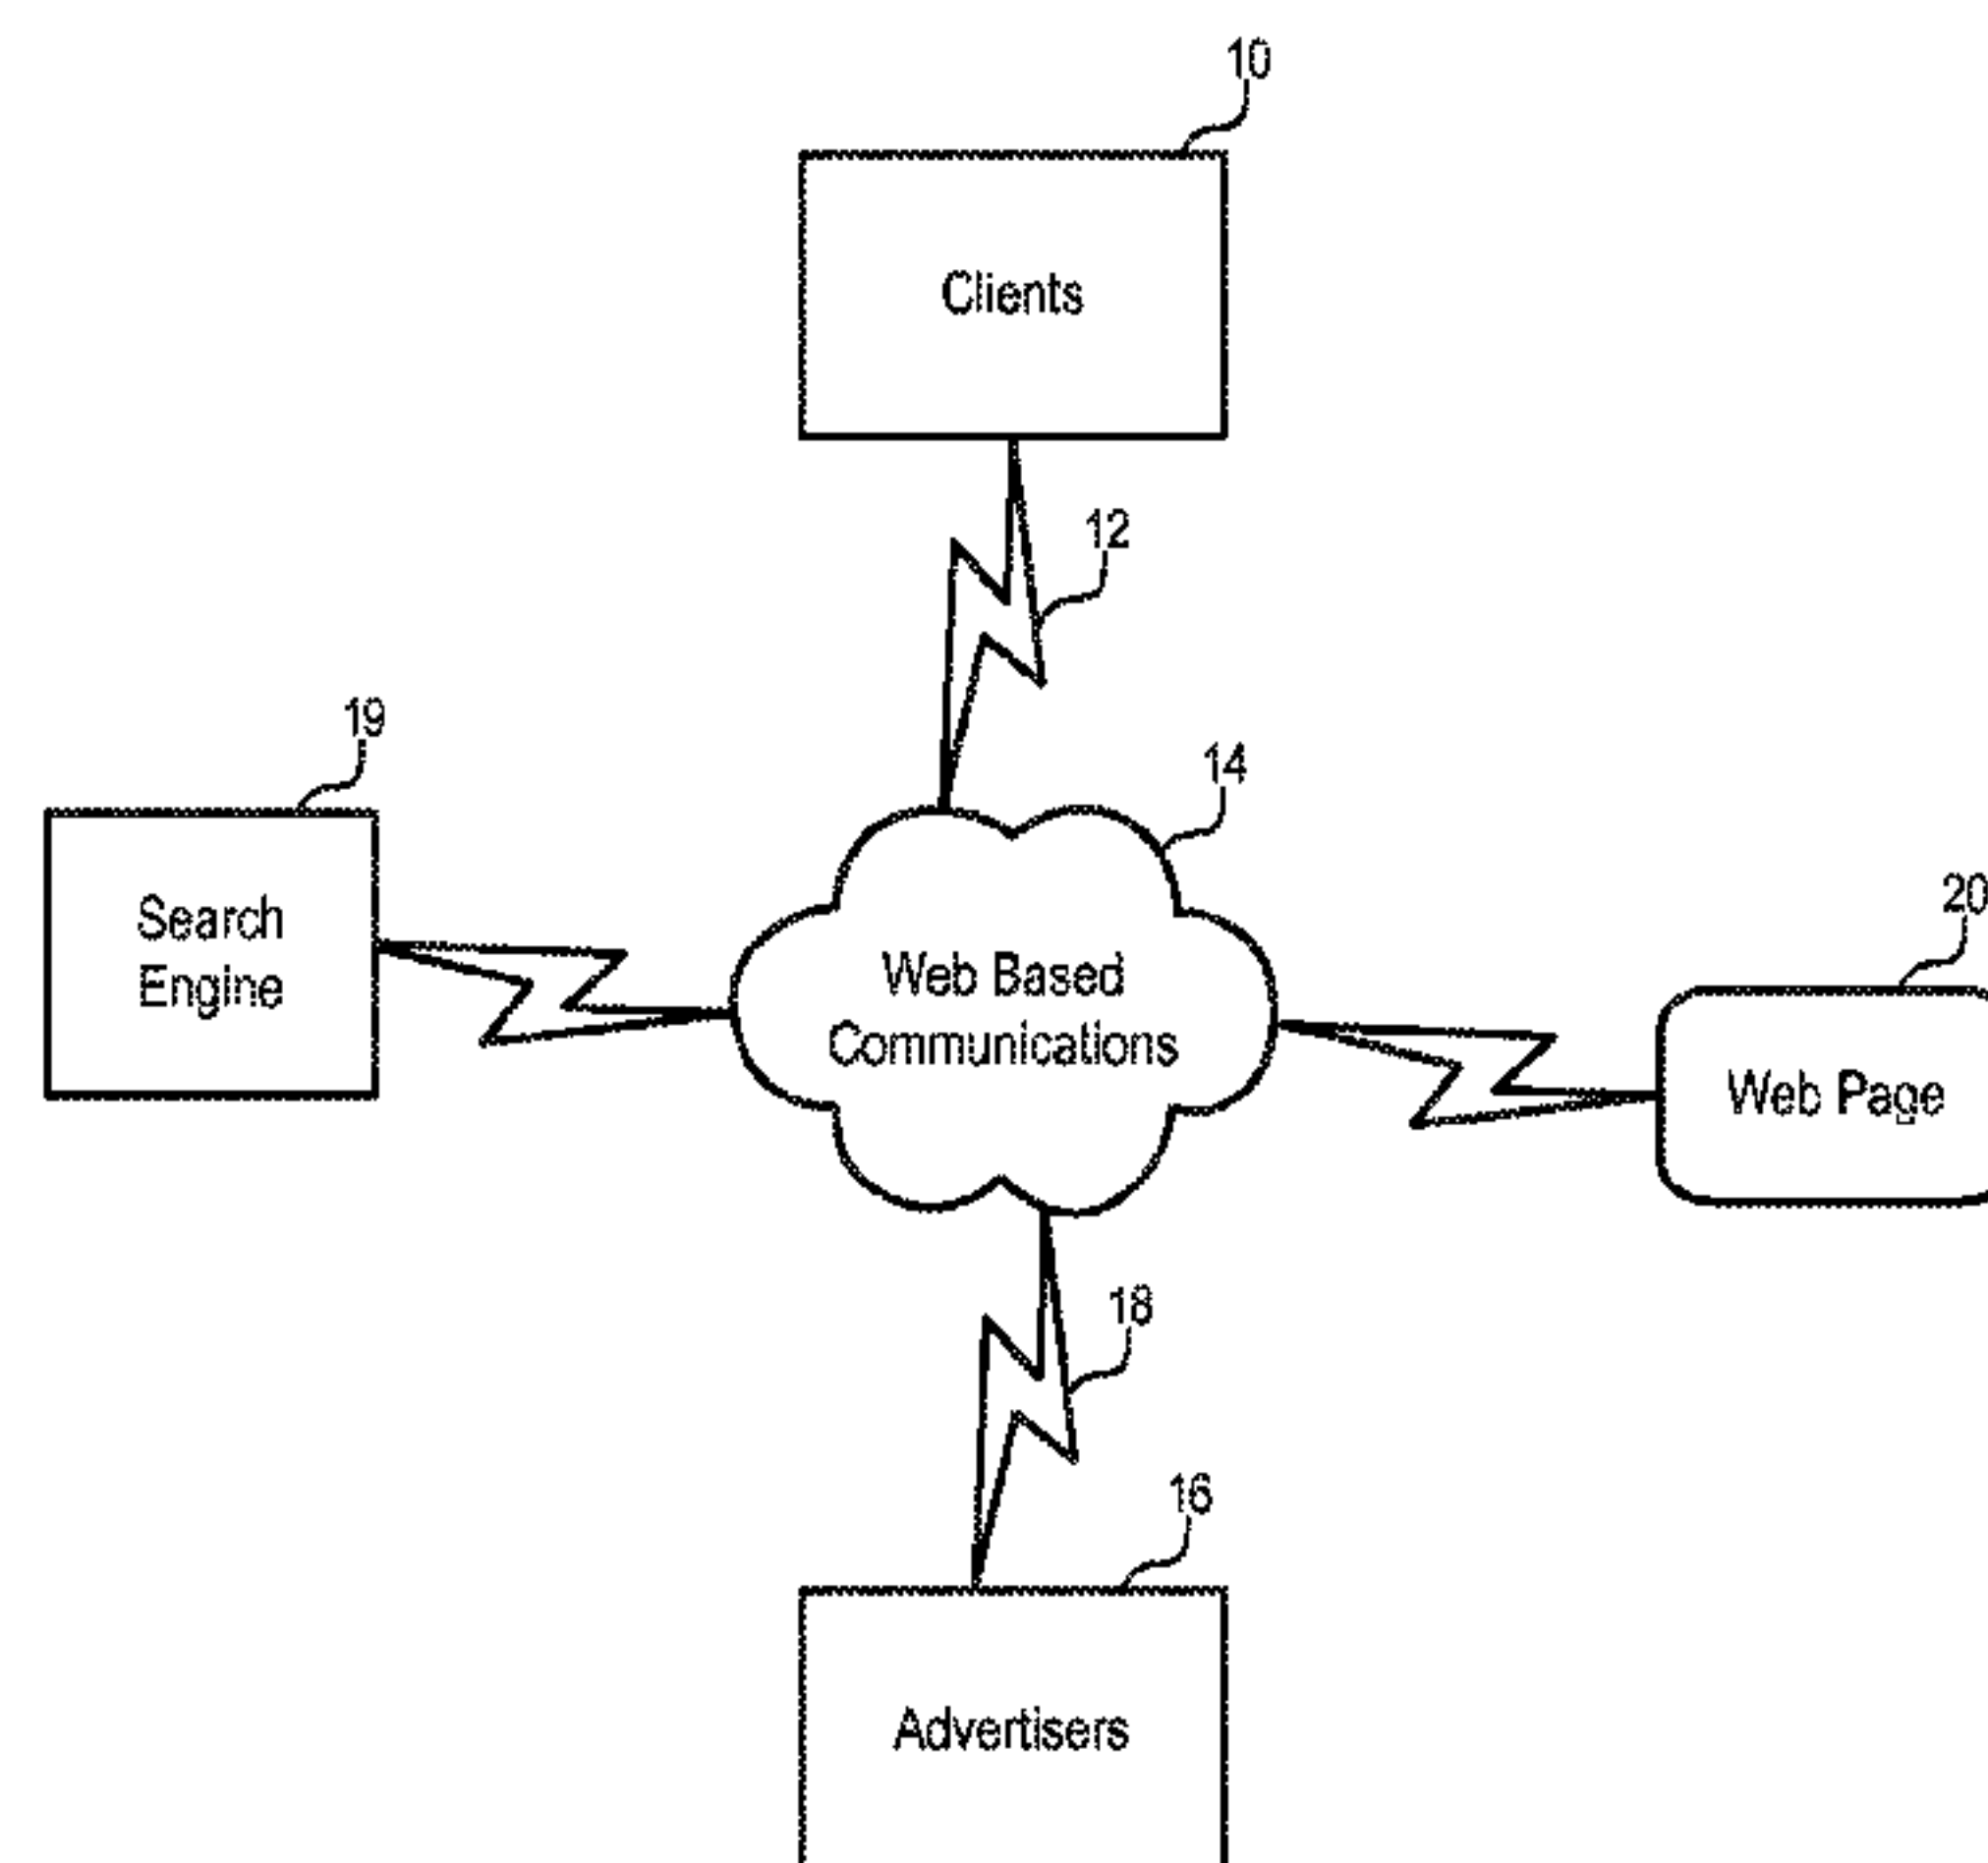 10
Clients
12
19
14
Search
Engine
20
Web Based
Communications
Web Page
18
16
Advertisers